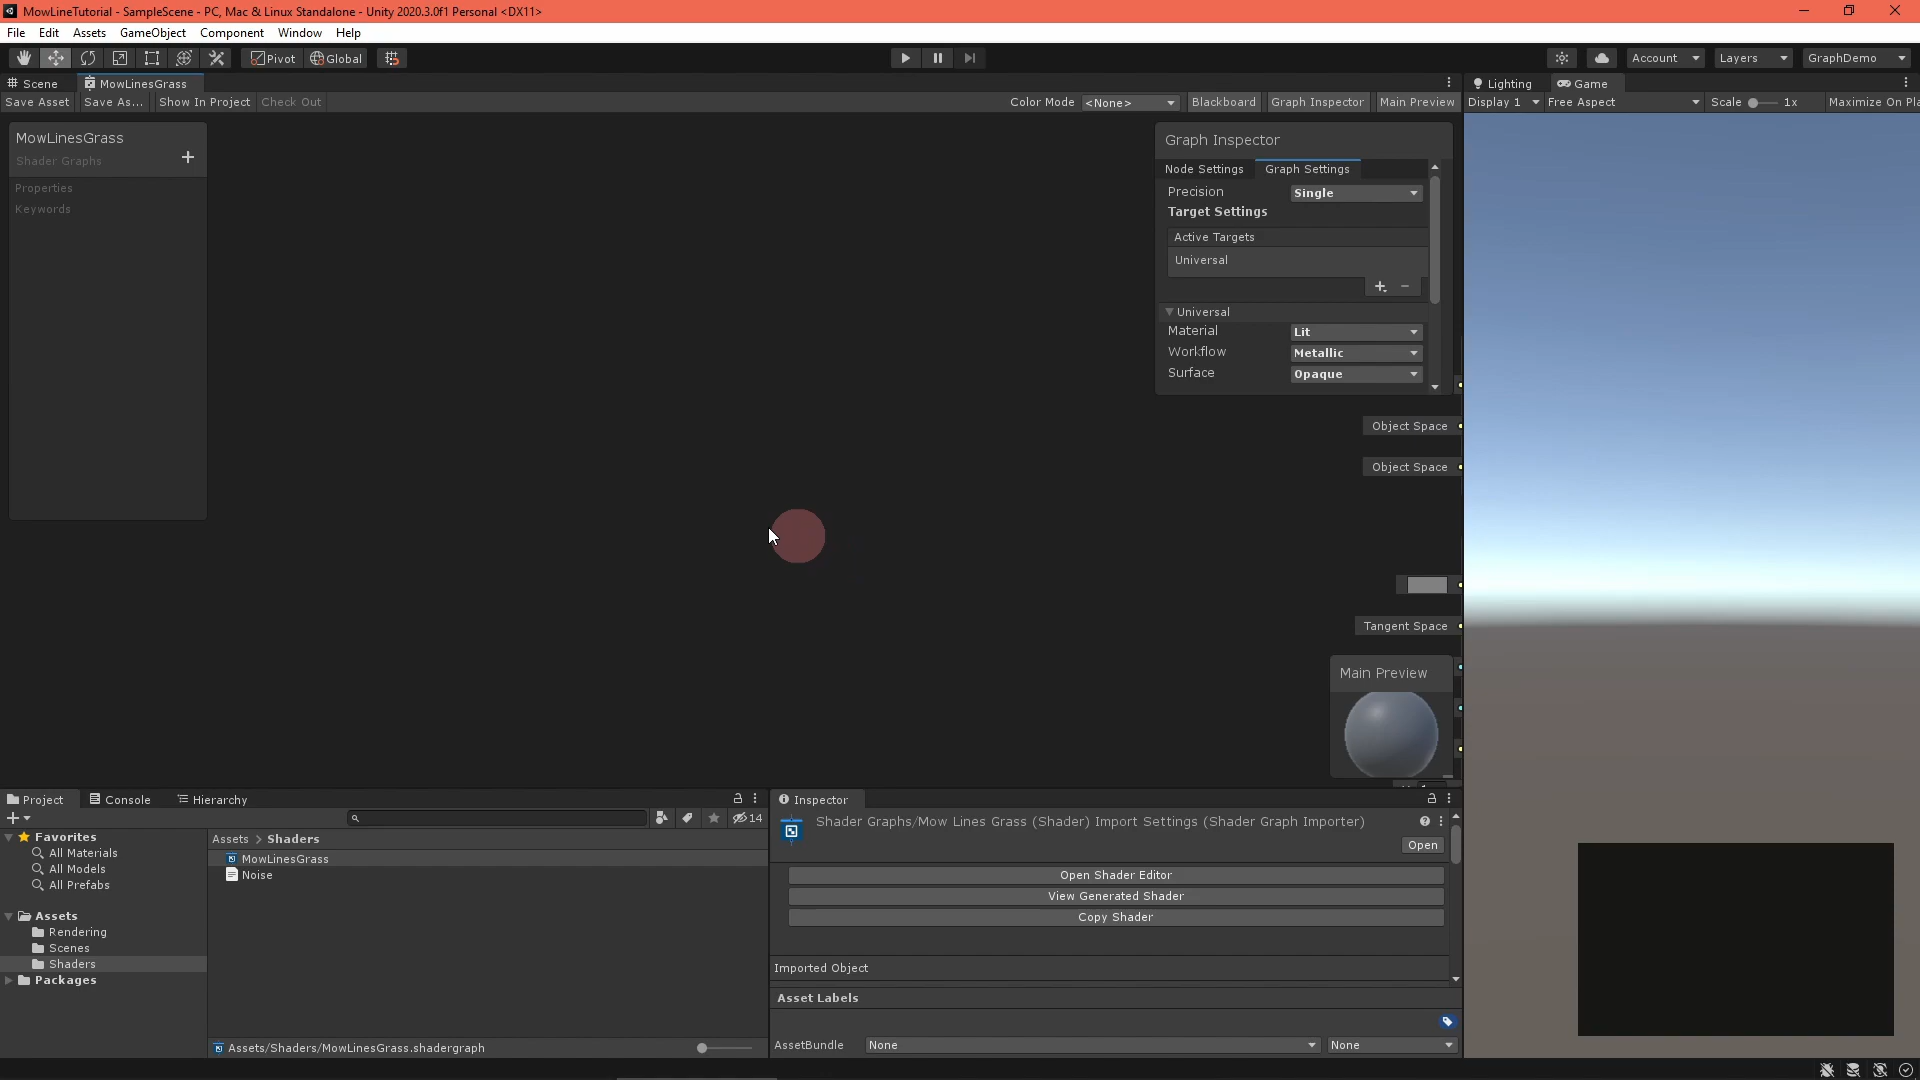 MowLineTutorial - SampleScene - PC, Mac & Linux Standalone - Unity 2020.3.0f1 Personal <DX11>
File Edit Assets GameObject Component Window Help
Pivot Global Account Layers GraphDemo
Scene MowLinesGrass Lighting Game
Save Asset Save As... Show In Project Check Out Color Mode <None> Blackboard Graph Inspector Main Preview Display 1 Free Aspect Scale 1x Maximize On Pla
MowLinesGrass
Shader Graphs
Properties
Keywords
Graph Inspector
Node Settings Graph Settings
Precision Single
Target Settings
Active Targets
Universal
Universal
Material Lit
Workflow Metallic
Surface Opaque
Object Space
Object Space
Tangent Space
Main Preview
Project Console Hierarchy
14
Favorites
All Materials
All Models
All Prefabs
Assets
Rendering
Scenes
Shaders
Packages
Assets > Shaders
MowLinesGrass
Noise
Assets/Shaders/MowLinesGrass.shadergraph
Inspector
Shader Graphs/Mow Lines Grass (Shader) Import Settings (Shader Graph Importer)
Open
Open Shader Editor
View Generated Shader
Copy Shader
Imported Object
Asset Labels
AssetBundle None None